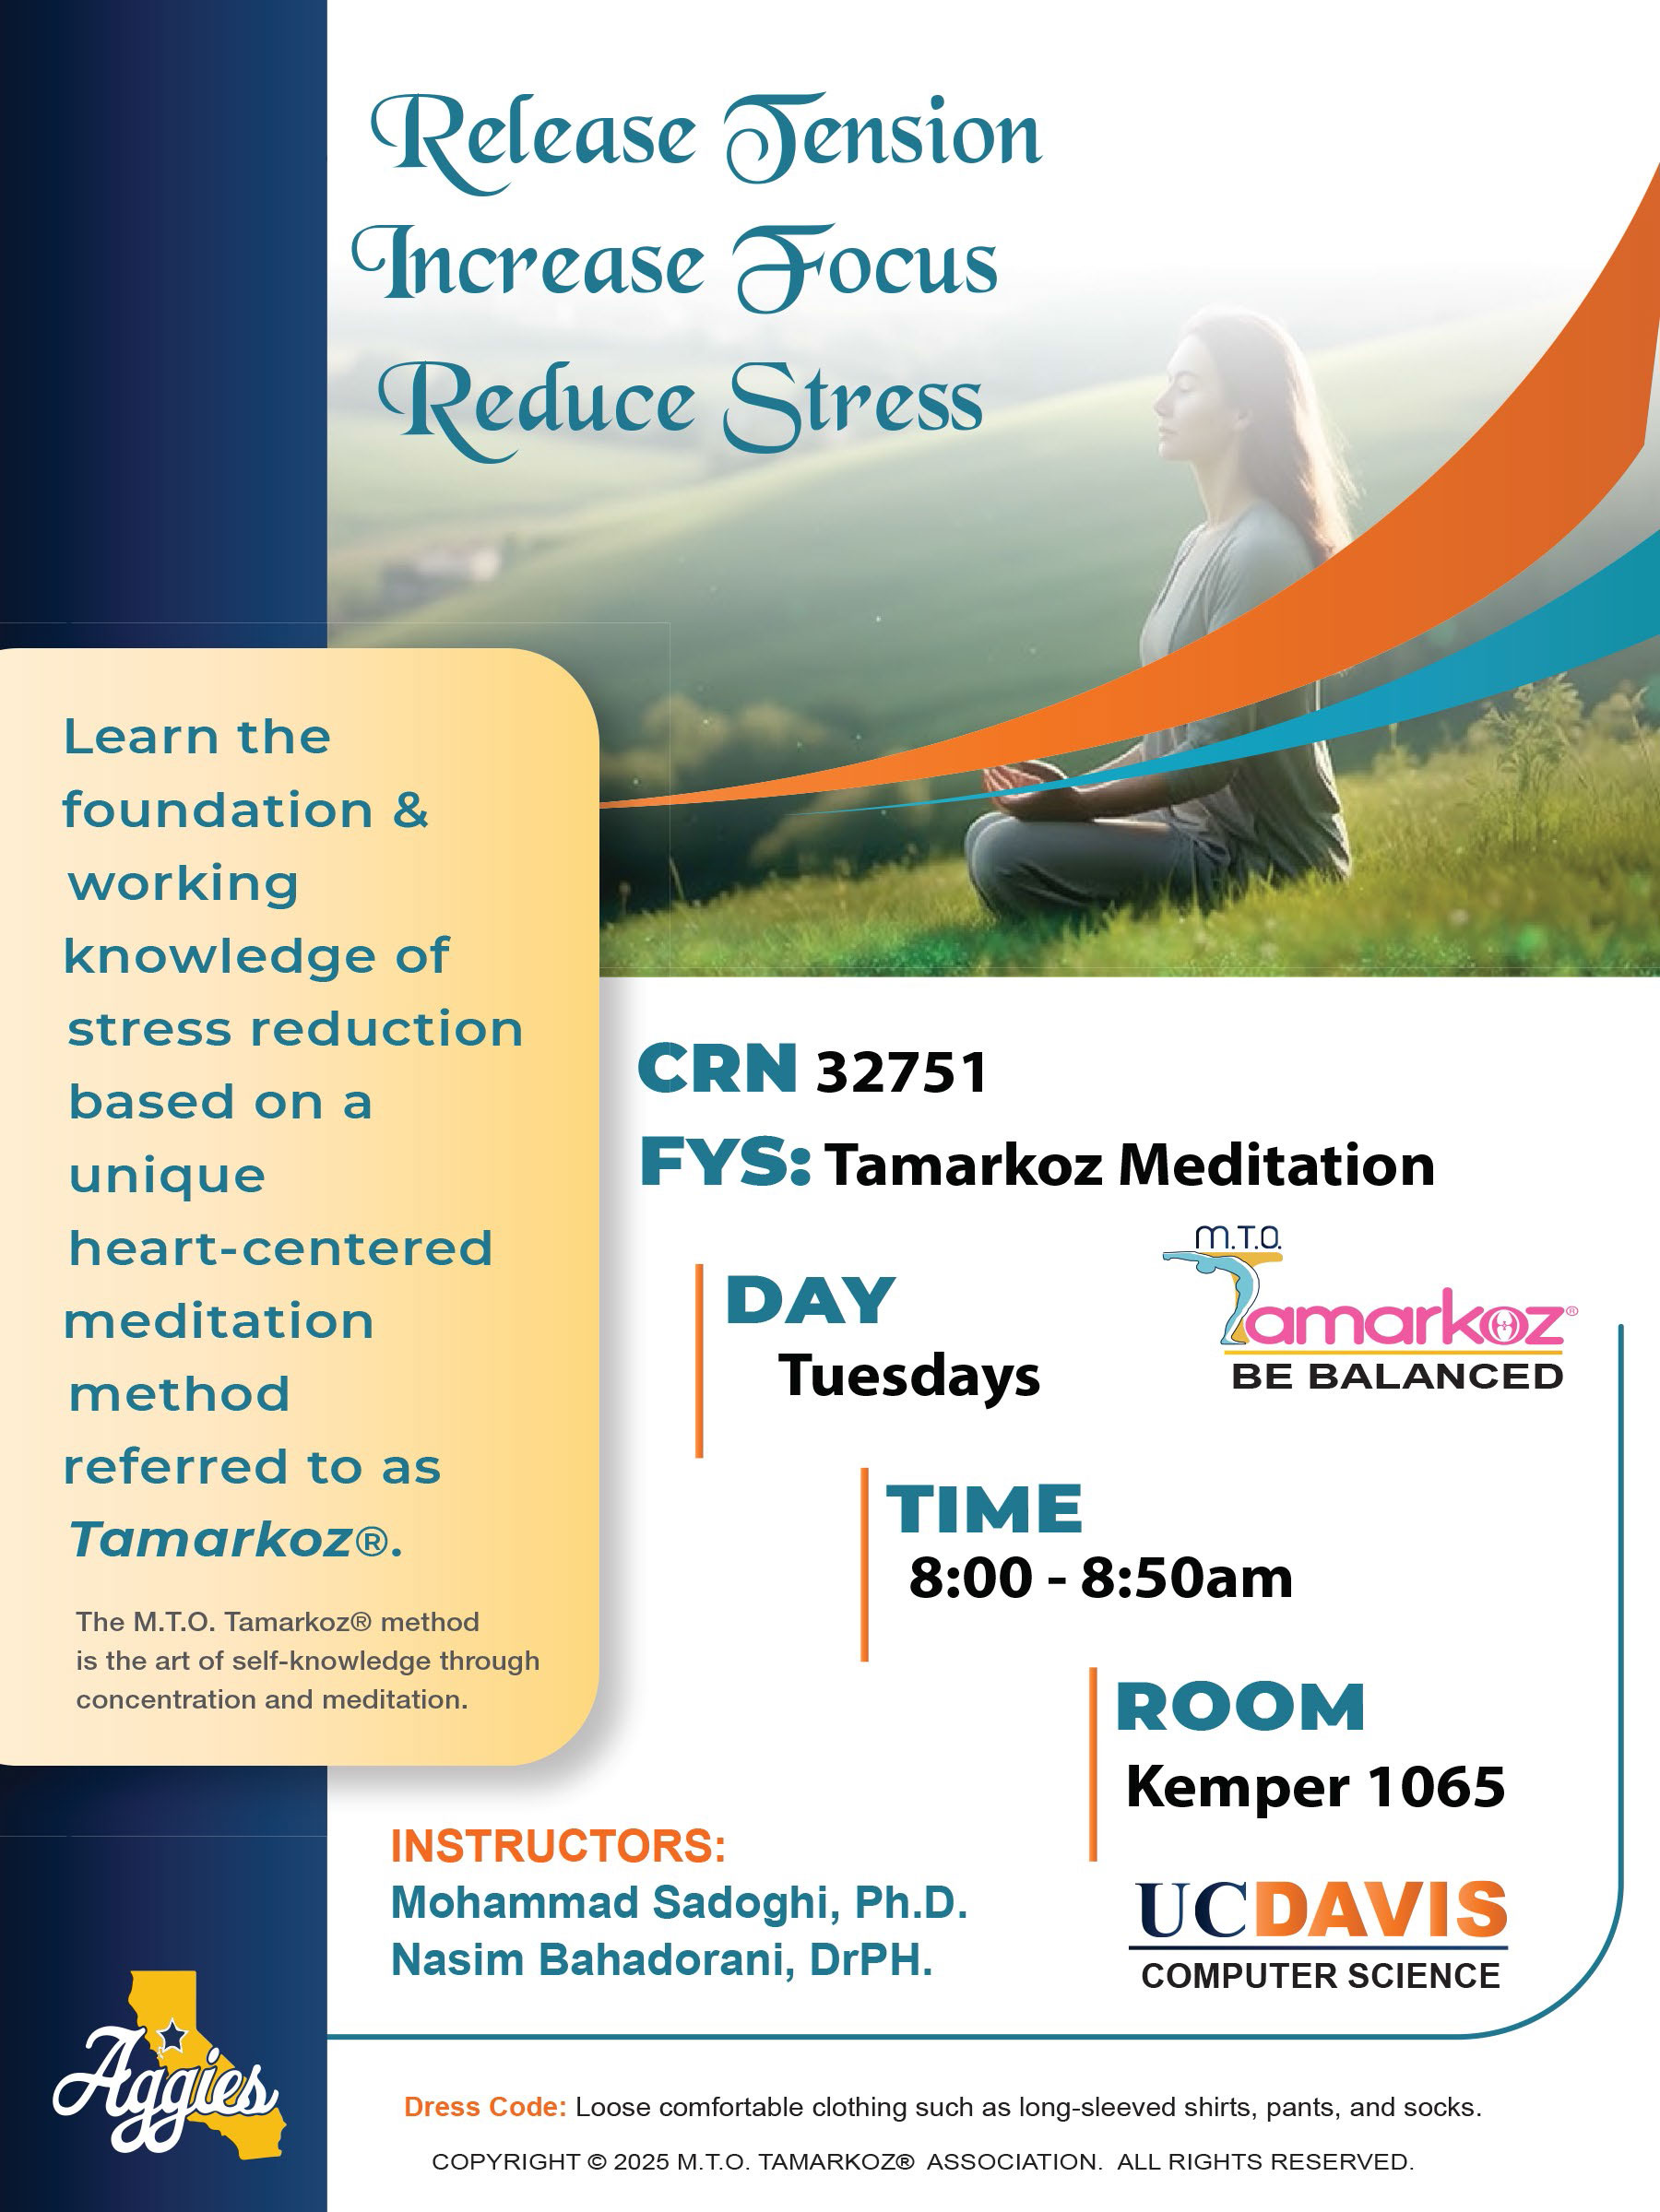 Release Tension
Increase Focus
Reduce Stress
Learn the
foundation &
working
knowledge of
stress reduction
based on a
unique
heart-centered
meditation
method
referred to as
Tamarkoz®.
The M.T.O. Tamarkoz® method
is the art of self-knowledge through
concentration and meditation.
CRN 32751
FYS: Tamarkoz Meditation
DAY
Tuesdays
M.T.O.
Tamarkoz®
BE BALANCED
TIME
8:00 - 8:50am
ROOM
Kemper 1065
INSTRUCTORS:
Mohammad Sadoghi, Ph.D.
Nasim Bahadorani, DrPH.
UCDAVIS
COMPUTER SCIENCE
Aggies
Dress Code: Loose comfortable clothing such as long-sleeved shirts, pants, and socks.
COPYRIGHT © 2025 M.T.O. TAMARKOZ® ASSOCIATION. ALL RIGHTS RESERVED.